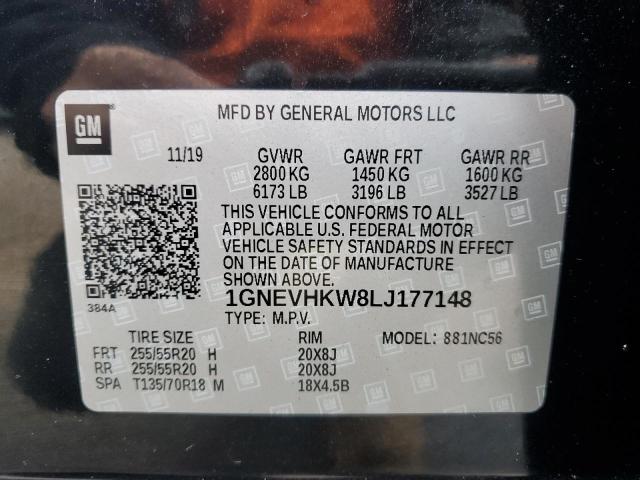 GM
MFD BY GENERAL MOTORS LLC
11/19 GVWR GAWR FRT GAWR RR
2800 KG 1450 KG 1600 KG
6173 LB 3196 LB 3527 LB
THIS VEHICLE CONFORMS TO ALL
APPLICABLE U.S. FEDERAL MOTOR
VEHICLE SAFETY STANDARDS IN EFFECT
ON THE DATE OF MANUFACTURE
SHOWN ABOVE.
384A 1GNEVHKW8LJ177148
TYPE: M.P.V.
TIRE SIZE RIM MODEL: 881NC56
FRT 255/55R20 H 20X8J
RR 255/55R20 H 20X8J
SPA T135/70R18 M 18X4.5B